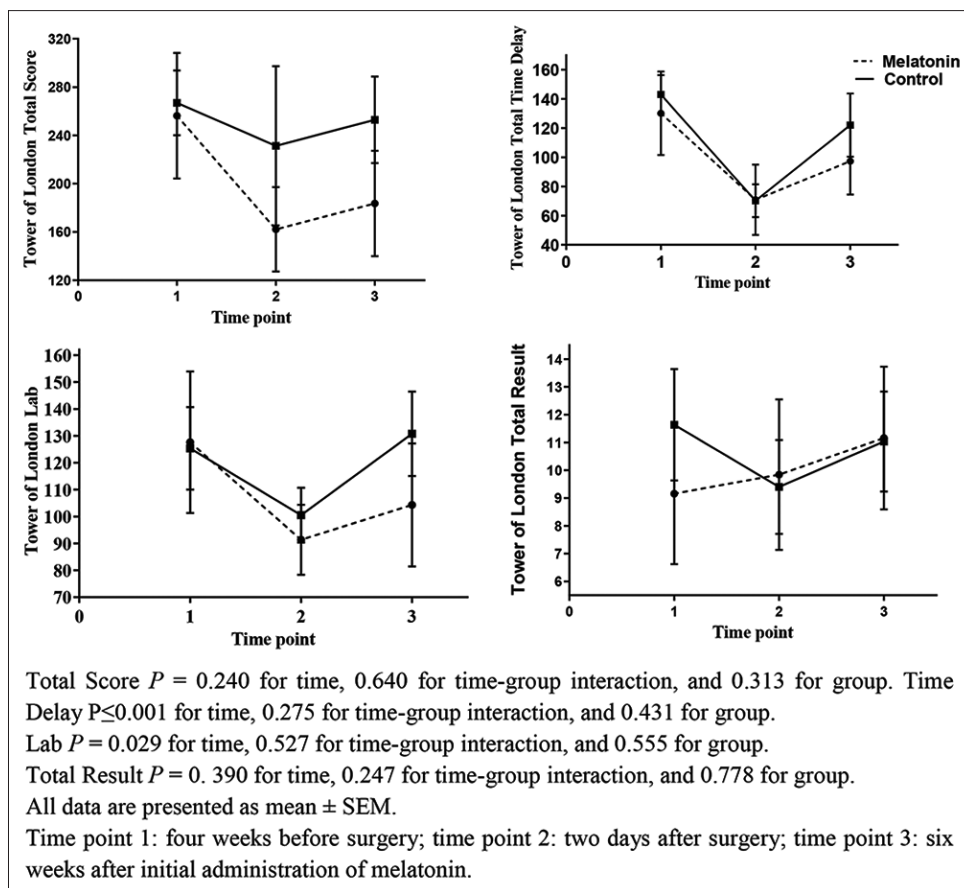 Tower of London Total Score
320
280
240
200
160
120
0
1
2
3
Time point
Tower of London Total Time Delay
160
140
120
100
80
60
40
0
1
2
3
Time point
Melatonin
Control
Tower of London Lab
160
150
140
130
120
110
100
90
80
70
0
1
2
3
Time point
Tower of London Total Result
14
13
12
11
10
9
8
7
6
0
1
2
3
Time point
Total Score P = 0.240 for time, 0.640 for time-group interaction, and 0.313 for group. Time
Delay P≤0.001 for time, 0.275 for time-group interaction, and 0.431 for group.
Lab P = 0.029 for time, 0.527 for time-group interaction, and 0.555 for group.
Total Result P = 0. 390 for time, 0.247 for time-group interaction, and 0.778 for group.
All data are presented as mean ± SEM.
Time point 1: four weeks before surgery; time point 2: two days after surgery; time point 3: six
weeks after initial administration of melatonin.